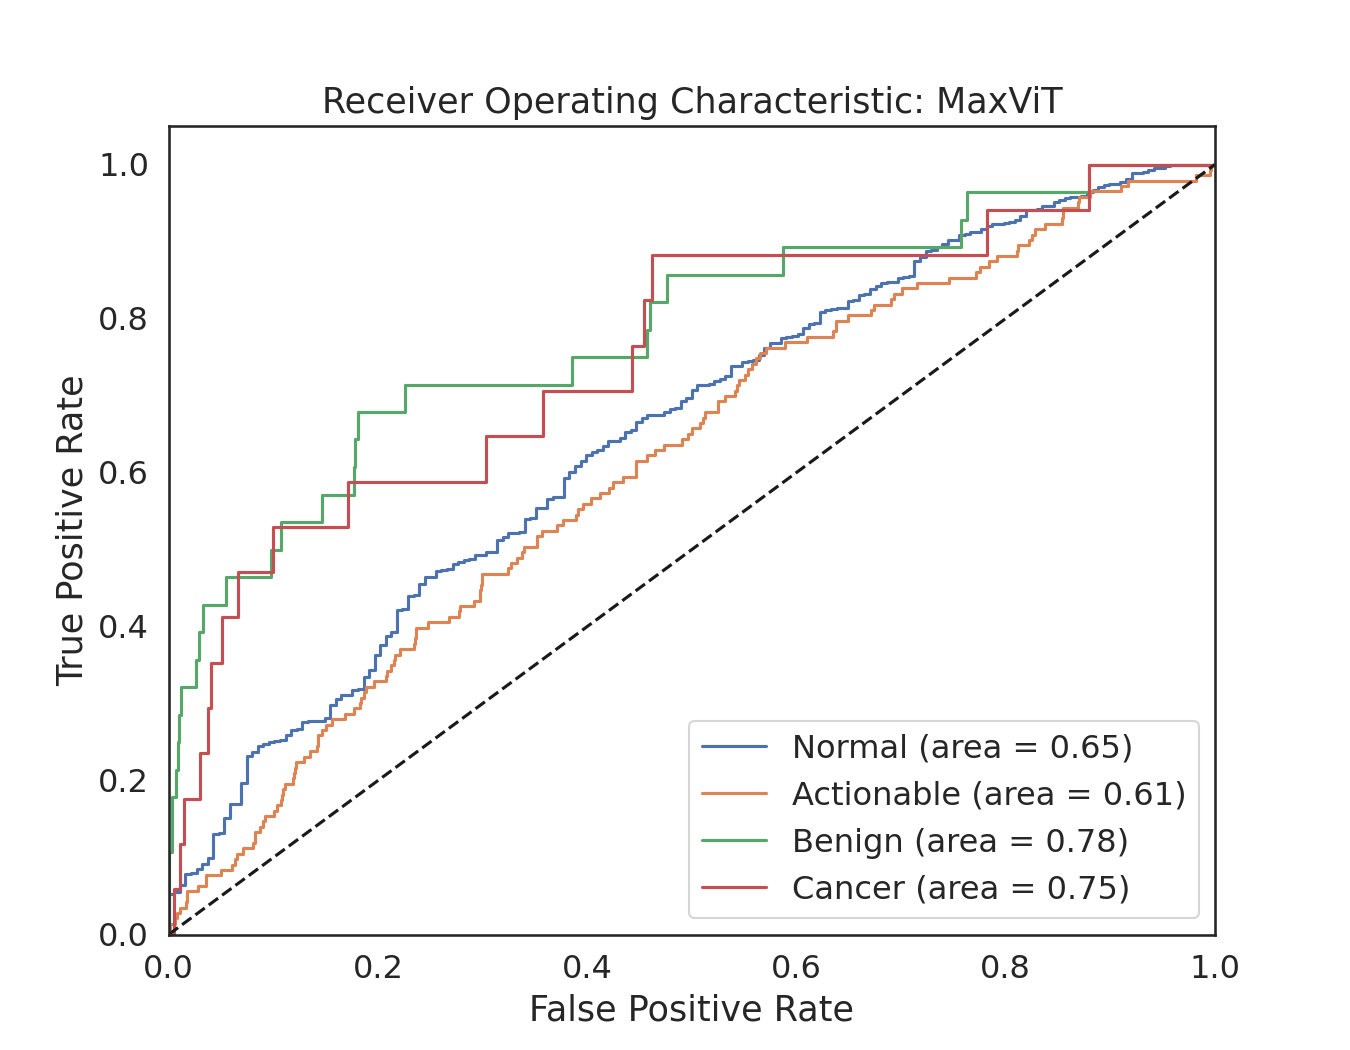 Receiver Operating Characteristic: MaxViT
1.0
0.8
0.6
0.4
0.2
0.0
True Positive Rate
Normal (area = 0.65)
Actionable (area = 0.61)
Benign (area = 0.78)
Cancer (area = 0.75)
0.0 0.2 0.4 0.6 0.8 1.0
False Positive Rate